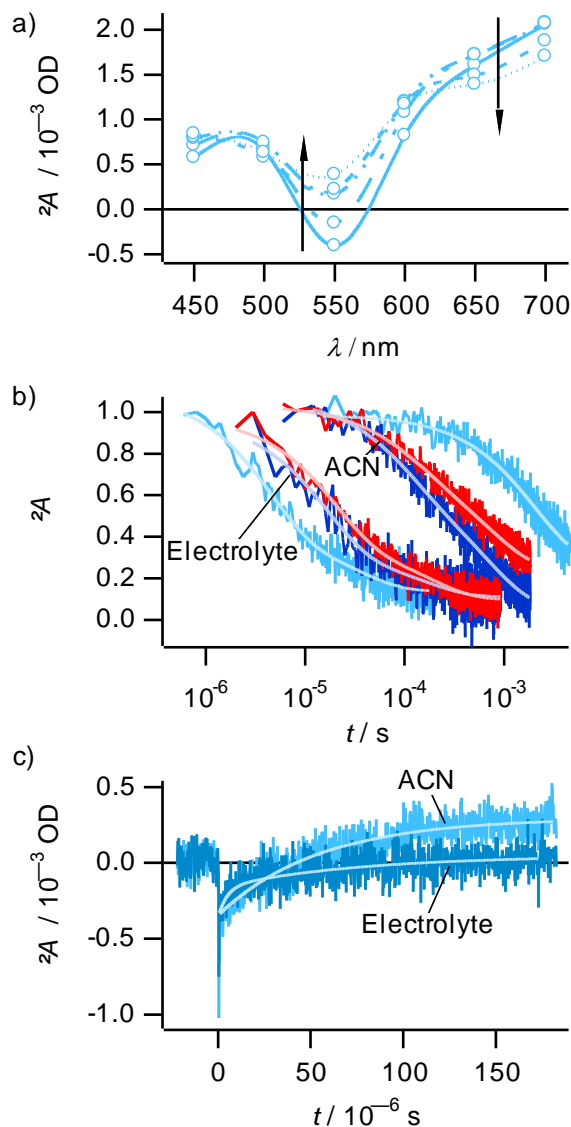 a)
²A / 10⁻³ OD
2.0
1.5
1.0
0.5
0.0
-0.5
450 500 550 600 650 700
λ / nm
b)
²A
1.0
0.8
0.6
0.4
0.2
0.0
ACN
Electrolyte
10⁻⁶ 10⁻⁵ 10⁻⁴ 10⁻³
t / s
c)
²A / 10⁻³ OD
0.5
0.0
-0.5
-1.0
ACN
Electrolyte
0 50 100 150
t / 10⁻⁶ s